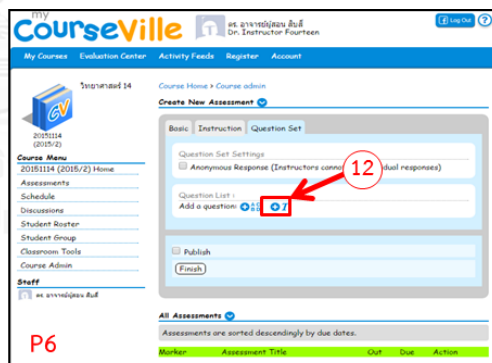 my
CourseVille
ดร. อาจารย์ผู้สอน สิบสี่
Dr. Instructor Fourteen
Log Out
?
My Courses Evaluation Center Activity Feeds Register Account
วิทยาศาสตร์ 14
CV
20151114
(2015/2)
Course Menu
20151114 (2015/2) Home
Assessments
Schedule
Discussions
Student Roster
Student Group
Classroom Tools
Course Admin
Staff
ดร. อาจารย์ผู้สอน สิบสี่
Course Home > Course admin
Create New Assessment
Basic Instruction Question Set
Question Set Settings
Anonymous Response (Instructors
responses)
12
Question List :
Add a question:
Publish
Finish
All Assessments
Assessments are sorted descendingly by due dates.
Marker Assessment Title Out Due Action
P6